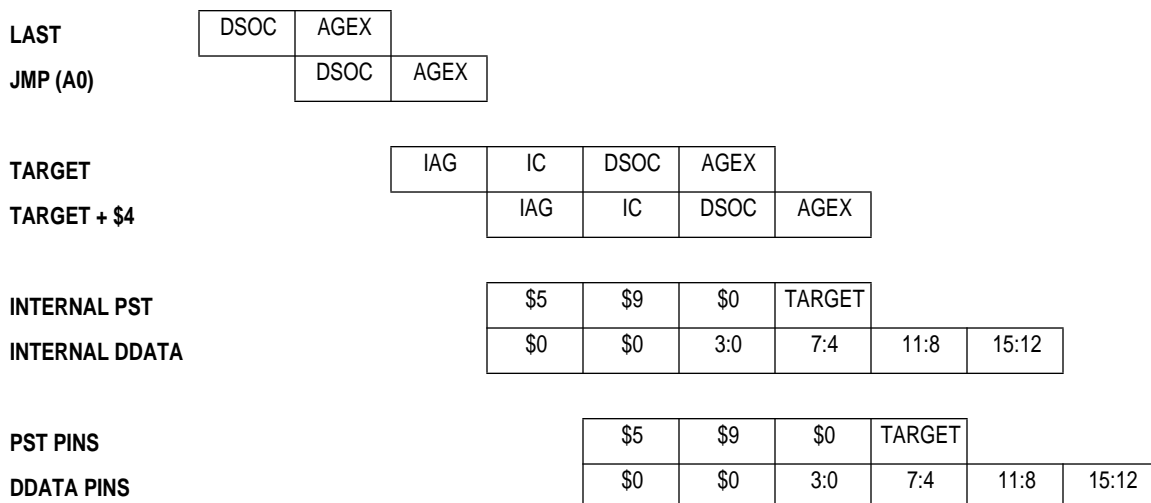 LAST DSOC AGEX
JMP (A0) DSOC AGEX
TARGET IAG IC DSOC AGEX
TARGET + $4 IAG IC DSOC AGEX
INTERNAL PST $5 $9 $0 TARGET
INTERNAL DDATA $0 $0 3:0 7:4 11:8 15:12
PST PINS $5 $9 $0 TARGET
DDATA PINS $0 $0 3:0 7:4 11:8 15:12